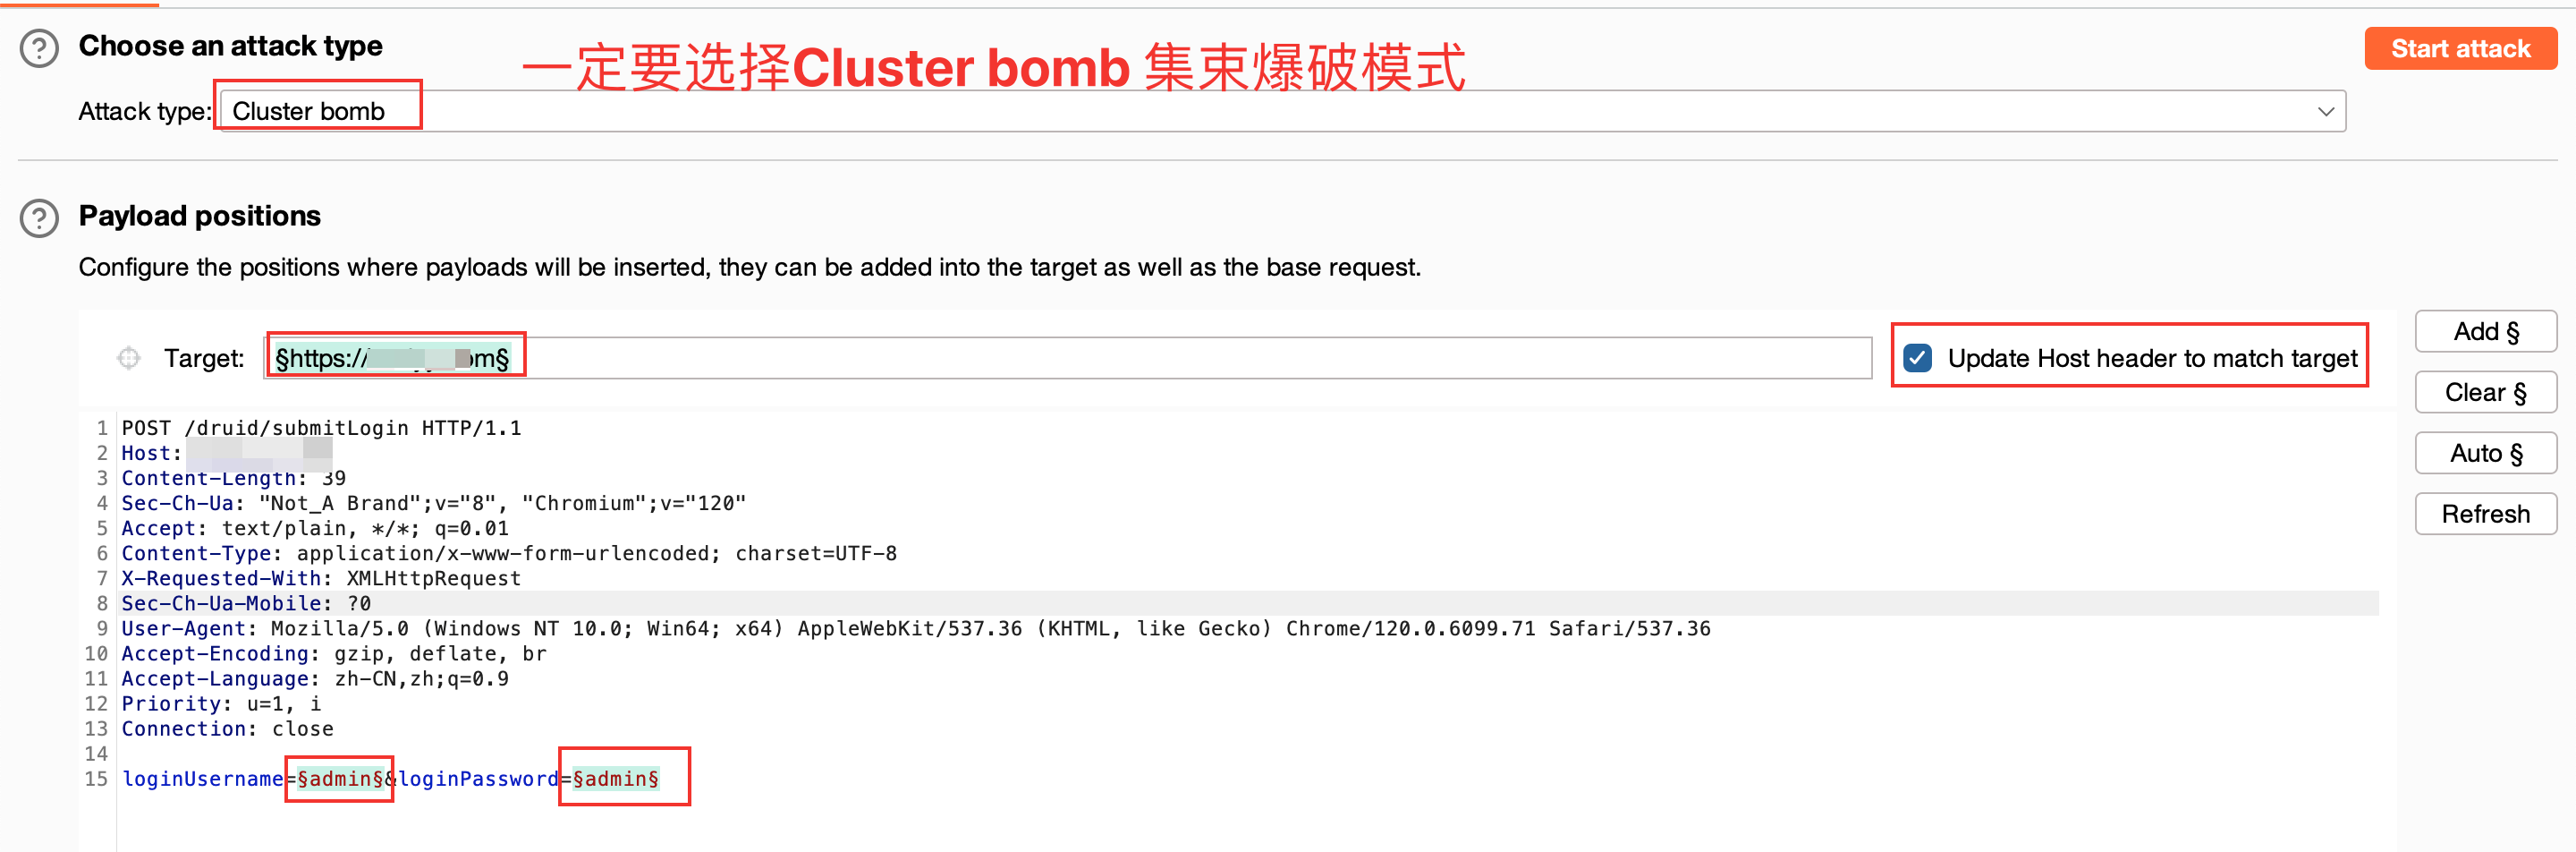 Choose an attack type
一定要选择Cluster bomb 集束爆破模式
Start attack
Attack type: Cluster bomb
Payload positions
Configure the positions where payloads will be inserted, they can be added into the target as well as the base request.
Target: §https:// om§
Update Host header to match target
Add §
Clear §
Auto §
Refresh
1 POST /druid/submitLogin HTTP/1.1
2 Host:
3 Content-Length: 39
4 Sec-Ch-Ua: "Not_A Brand";v="8", "Chromium";v="120"
5 Accept: text/plain, */*; q=0.01
6 Content-Type: application/x-www-form-urlencoded; charset=UTF-8
7 X-Requested-With: XMLHttpRequest
8 Sec-Ch-Ua-Mobile: ?0
9 User-Agent: Mozilla/5.0 (Windows NT 10.0; Win64; x64) AppleWebKit/537.36 (KHTML, like Gecko) Chrome/120.0.6099.71 Safari/537.36
10 Accept-Encoding: gzip, deflate, br
11 Accept-Language: zh-CN,zh;q=0.9
12 Priority: u=1, i
13 Connection: close
14
15 loginUsername=§admin§&loginPassword=§admin§